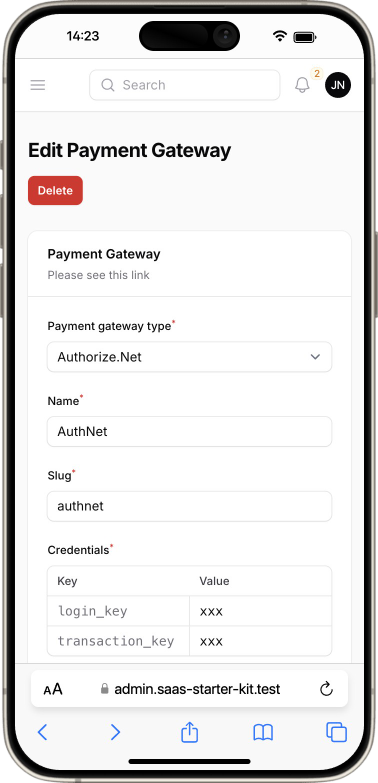 14:23
Search
2
JN
Edit Payment Gateway
Delete
Payment Gateway
Please see this link
Payment gateway type*
Authorize.Net
Name*
AuthNet
Slug*
authnet
Credentials*
Key Value
login_key xxx
transaction_key xxx
AA admin.saas-starter-kit.test